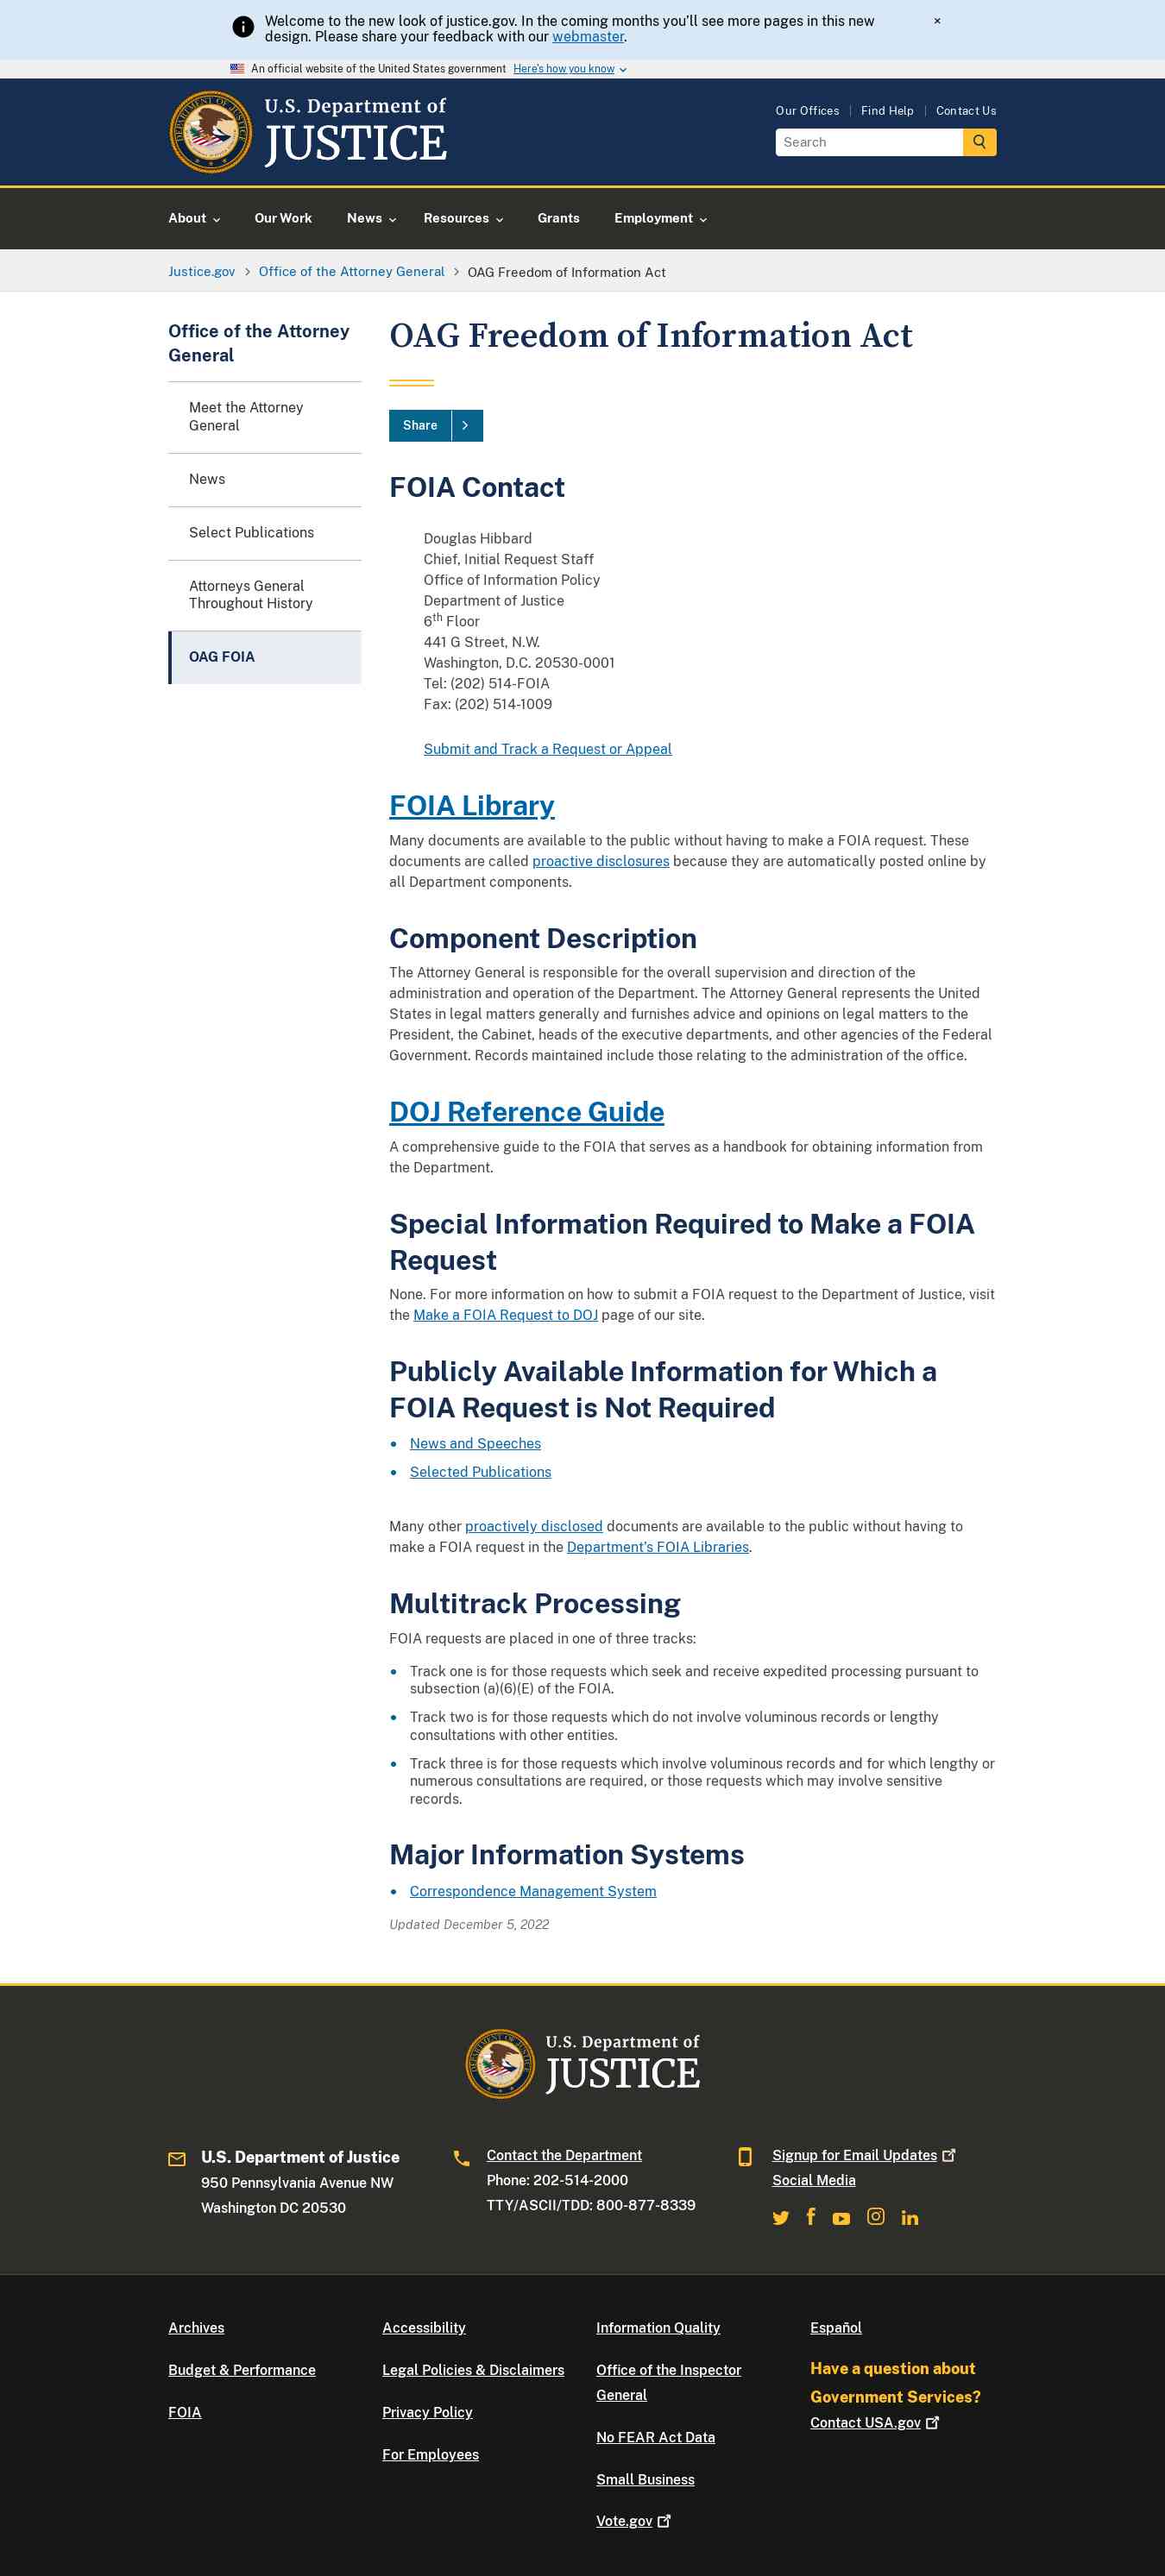 Welcome to the new look of justice.gov. In the coming months you'll see more pages in this new
design. Please share your feedback with our webmaster.
×
An official website of the United States government Here's how you know
U.S. Department of
JUSTICE
Our Offices | Find Help | Contact Us
Search
About
Our Work
News
Resources
Grants
Employment
Justice.gov > Office of the Attorney General > OAG Freedom of Information Act
Office of the Attorney
General
Meet the Attorney
General
News
Select Publications
Attorneys General
Throughout History
OAG FOIA
OAG Freedom of Information Act
Share
FOIA Contact
Douglas Hibbard
Chief, Initial Request Staff
Office of Information Policy
Department of Justice
6th Floor
441 G Street, N.W.
Washington, D.C. 20530-0001
Tel: (202) 514-FOIA
Fax: (202) 514-1009
Submit and Track a Request or Appeal
FOIA Library
Many documents are available to the public without having to make a FOIA request. These
documents are called proactive disclosures because they are automatically posted online by
all Department components.
Component Description
The Attorney General is responsible for the overall supervision and direction of the
administration and operation of the Department. The Attorney General represents the United
States in legal matters generally and furnishes advice and opinions on legal matters to the
President, the Cabinet, heads of the executive departments, and other agencies of the Federal
Government. Records maintained include those relating to the administration of the office.
DOJ Reference Guide
A comprehensive guide to the FOIA that serves as a handbook for obtaining information from
the Department.
Special Information Required to Make a FOIA
Request
None. For more information on how to submit a FOIA request to the Department of Justice, visit
the Make a FOIA Request to DOJ page of our site.
Publicly Available Information for Which a
FOIA Request is Not Required
• News and Speeches
• Selected Publications
Many other proactively disclosed documents are available to the public without having to
make a FOIA request in the Department's FOIA Libraries.
Multitrack Processing
FOIA requests are placed in one of three tracks:
• Track one is for those requests which seek and receive expedited processing pursuant to
subsection (a)(6)(E) of the FOIA.
• Track two is for those requests which do not involve voluminous records or lengthy
consultations with other entities.
• Track three is for those requests which involve voluminous records and for which lengthy or
numerous consultations are required, or those requests which may involve sensitive
records.
Major Information Systems
• Correspondence Management System
Updated December 5, 2022
U.S. Department of
JUSTICE
U.S. Department of Justice
950 Pennsylvania Avenue NW
Washington DC 20530
Contact the Department
Phone: 202-514-2000
TTY/ASCII/TDD: 800-877-8339
Signup for Email Updates
Social Media
Archives
Budget & Performance
FOIA
Accessibility
Legal Policies & Disclaimers
Privacy Policy
For Employees
Information Quality
Office of the Inspector
General
No FEAR Act Data
Small Business
Vote.gov
Español
Have a question about
Government Services?
Contact USA.gov